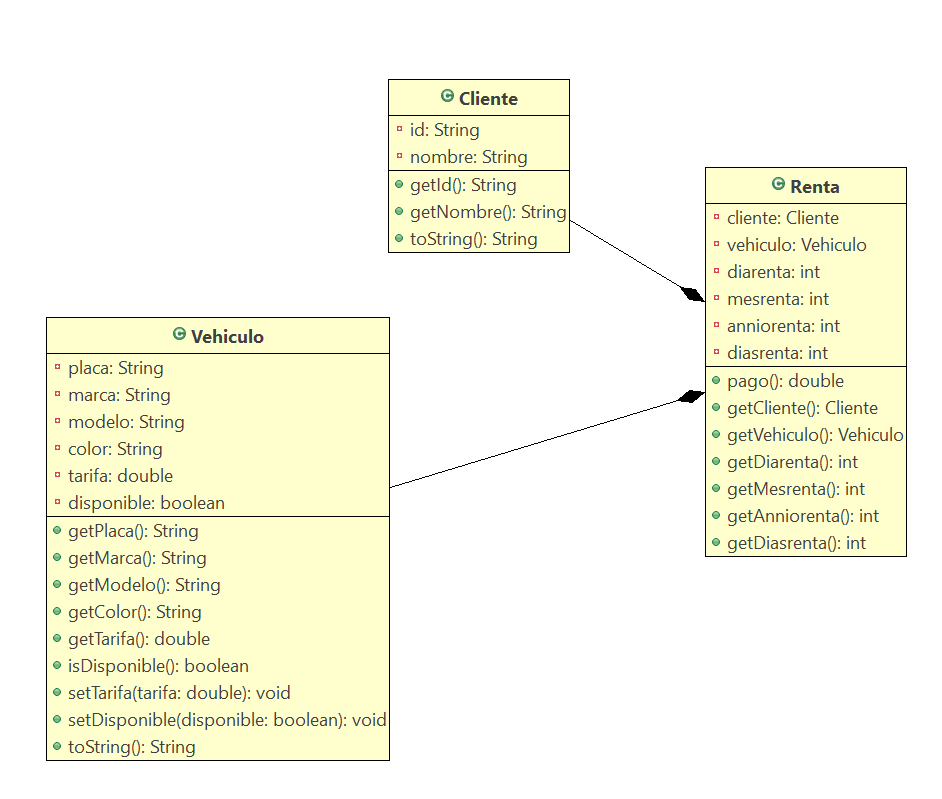 Cliente
id: String
nombre: String
getId(): String
getNombre(): String
toString(): String
Renta
cliente: Cliente
vehiculo: Vehiculo
diarenta: int
mesrenta: int
anniorenta: int
diasrenta: int
pago(): double
getCliente(): Cliente
getVehiculo(): Vehiculo
getDiarenta(): int
getMesrenta(): int
getAnniorenta(): int
getDiasrenta(): int
Vehiculo
placa: String
marca: String
modelo: String
color: String
tarifa: double
disponible: boolean
getPlaca(): String
getMarca(): String
getModelo(): String
getColor(): String
getTarifa(): double
isDisponible(): boolean
setTarifa(tarifa: double): void
setDisponible(disponible: boolean): void
toString(): String